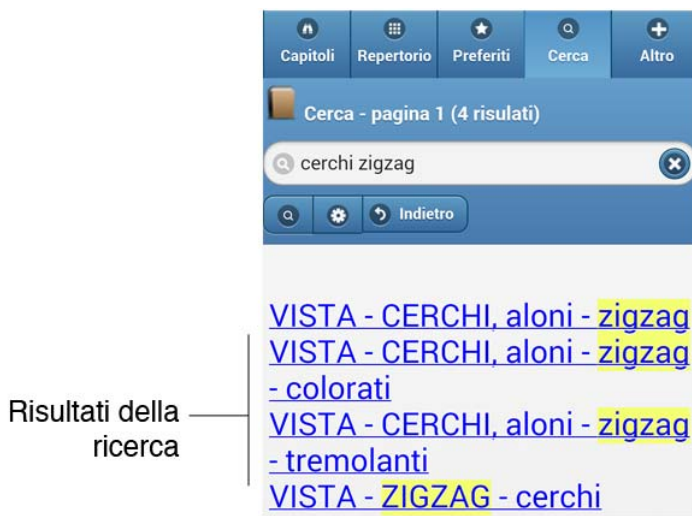 Capitoli Repertorio Preferiti Cerca Altro
Cerca - pagina 1 (4 risulati)
cerchi zigzag
Indietro
VISTA - CERCHI, aloni - zigzag
VISTA - CERCHI, aloni - zigzag
- colorati
VISTA - CERCHI, aloni - zigzag
- tremolanti
VISTA - ZIGZAG - cerchi
Risultati della
ricerca